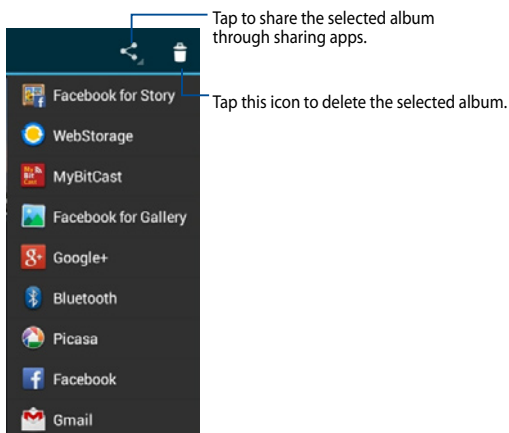 Tap to share the selected album
through sharing apps.
Tap this icon to delete the selected album.
Facebook for Story
WebStorage
MyBitCast
Facebook for Gallery
Google+
Bluetooth
Picasa
Facebook
Gmail